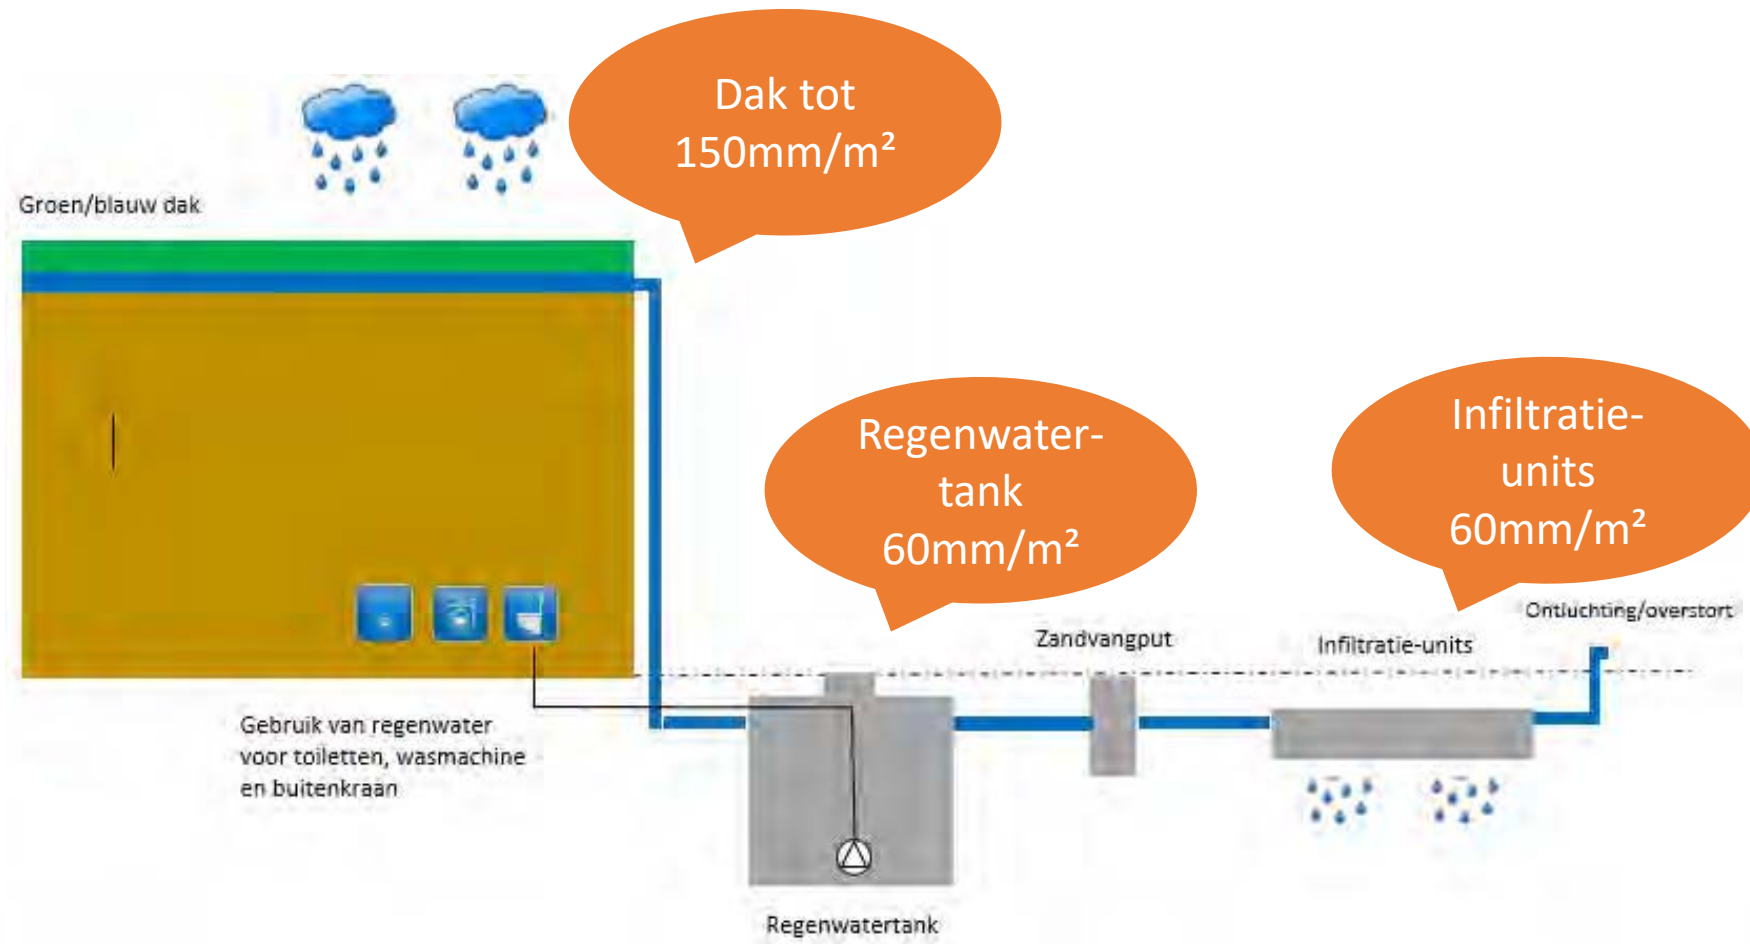 Dak tot
150mm/m²
Groen/blauw dak
Regenwater-
tank
60mm/m²
Infiltratie-
units
60mm/m²
Ontluchting/overstort
Zandvangput
Infiltratie-units
Gebruik van regenwater
voor toiletten, wasmachine
en buitenkraan
Regenwatertank